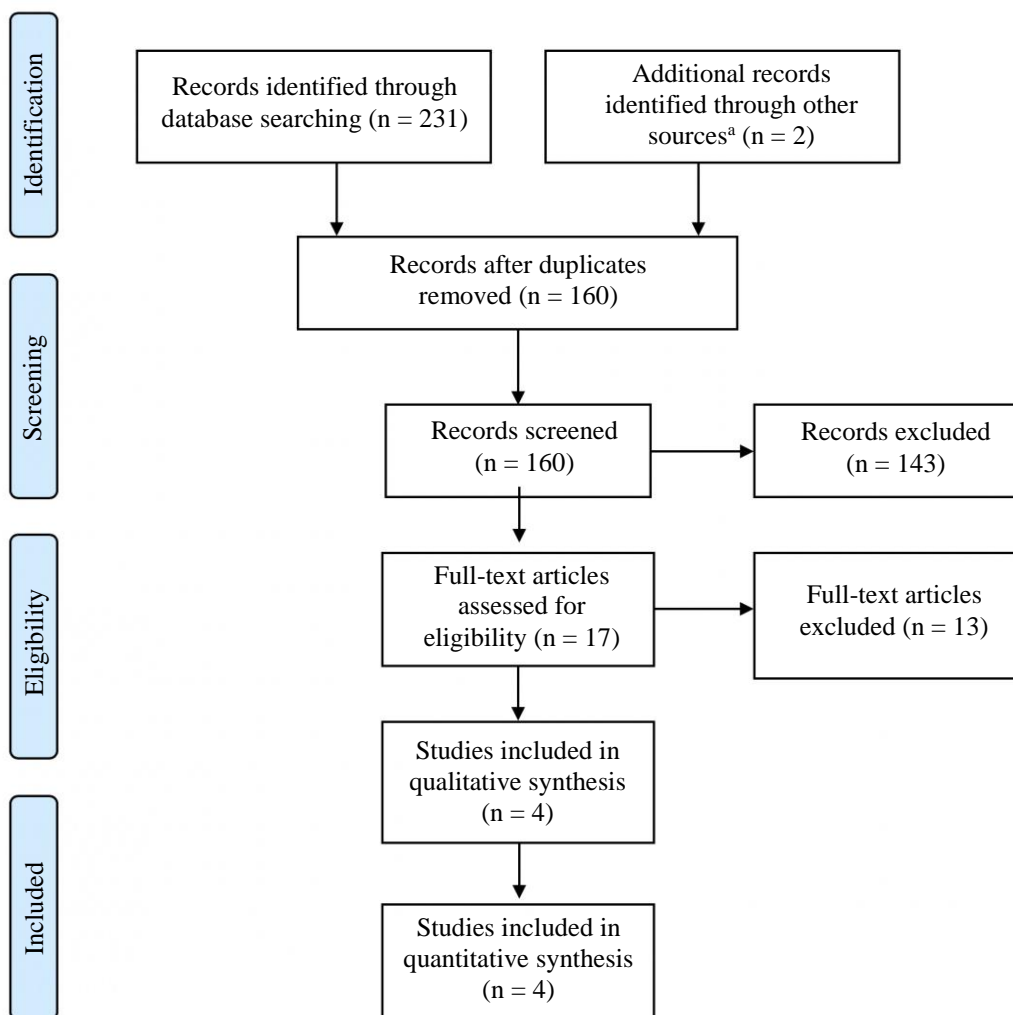 Identification
Records identified through
database searching (n = 231)
Additional records
identified through other
sourcesᵃ (n = 2)
Records after duplicates
removed (n = 160)
Screening
Records screened
(n = 160)
Records excluded
(n = 143)
Eligibility
Full-text articles
assessed for
eligibility (n = 17)
Full-text articles
excluded (n = 13)
Studies included in
qualitative synthesis
(n = 4)
Included
Studies included in
quantitative synthesis
(n = 4)